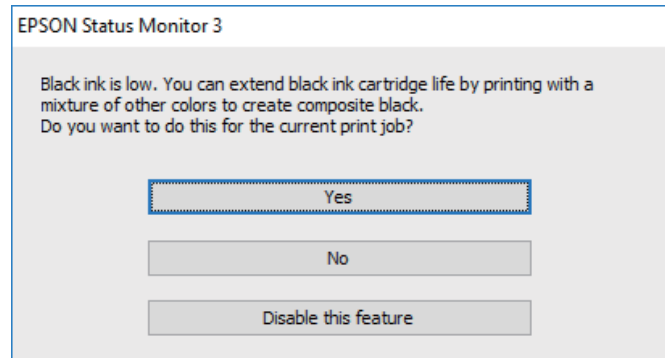 EPSON Status Monitor 3
Black ink is low. You can extend black ink cartridge life by printing with a
mixture of other colors to create composite black.
Do you want to do this for the current print job?
Yes
No
Disable this feature